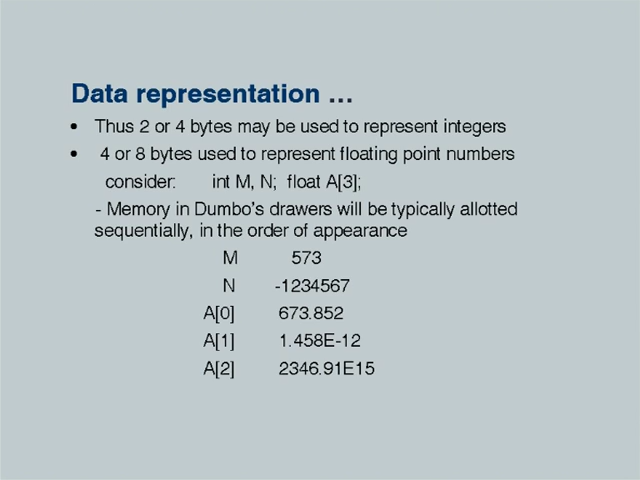 Data representation …
• Thus 2 or 4 bytes may be used to represent integers
• 4 or 8 bytes used to represent floating point numbers
consider: int M, N; float A[3];
- Memory in Dumbo's drawers will be typically allotted
sequentially, in the order of appearance
M 573
N -1234567
A[0] 673.852
A[1] 1.458E-12
A[2] 2346.91E15